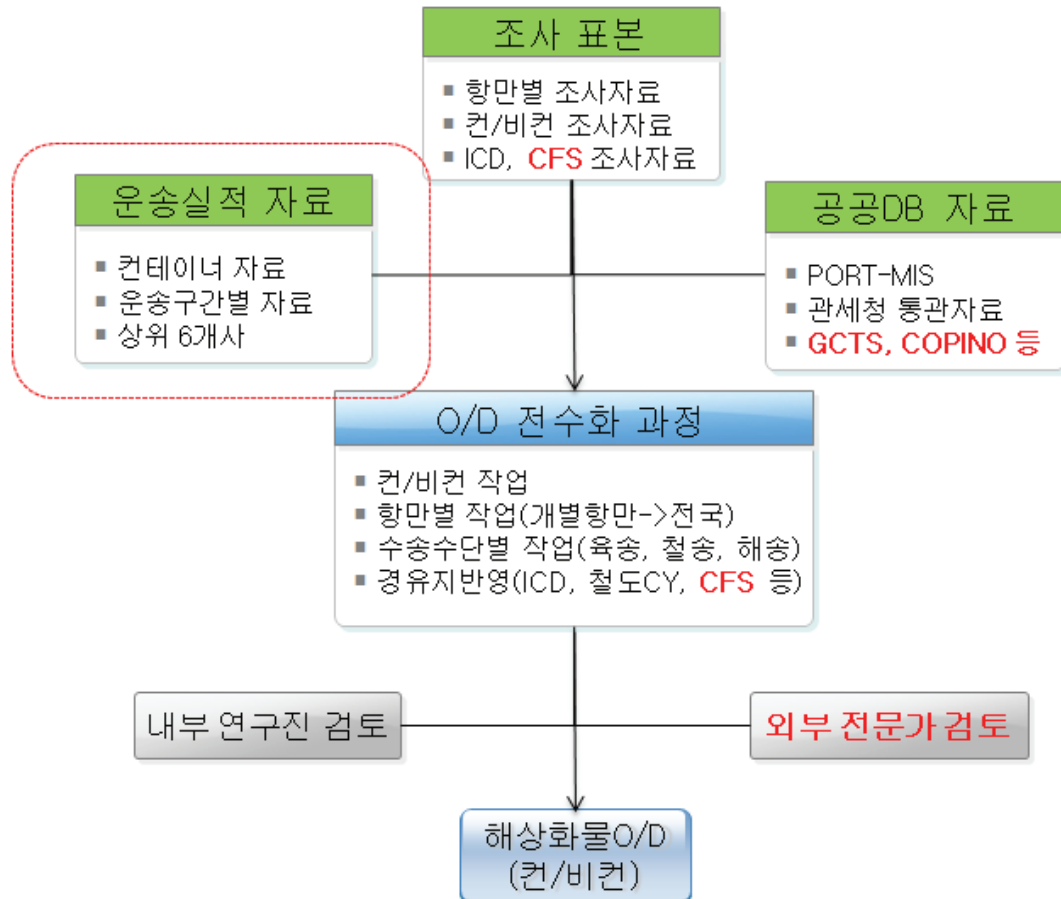 조사 표본
▪ 항만별 조사자료
▪ 컨/비컨 조사자료
▪ ICD, CFS 조사자료
운송실적 자료
▪ 컨테이너 자료
▪ 운송구간별 자료
▪ 상위 6개사
공공DB 자료
▪ PORT-MIS
▪ 관세청 통관자료
▪ GCTS, COPINO 등
O/D 전수화 과정
▪ 컨/비컨 작업
▪ 항만별 작업(개별항만->전국)
▪ 수송수단별 작업(육송, 철송, 해송)
▪ 경유지반영(ICD, 철도CY, CFS 등)
내부 연구진 검토
외부 전문가 검토
해상화물O/D
(컨/비컨)